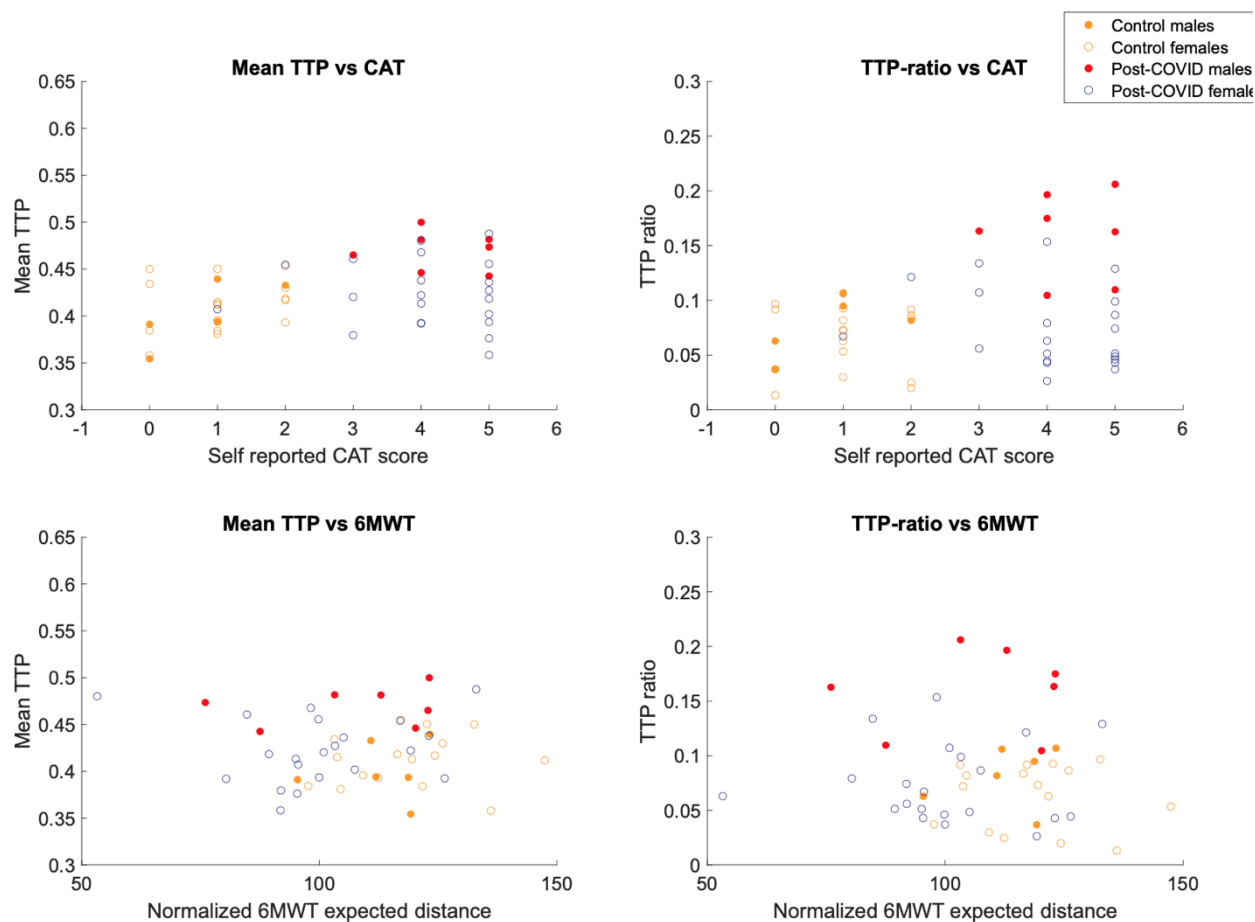 Control males
Control females
Post-COVID males
Post-COVID female
Mean TTP vs CAT
0.65
0.6
0.55
0.5
0.45
0.4
0.35
0.3
Mean TTP
-1 0 1 2 3 4 5 6
Self reported CAT score
TTP-ratio vs CAT
0.3
0.25
0.2
0.15
0.1
0.05
0
TTP ratio
-1 0 1 2 3 4 5 6
Self reported CAT score
Mean TTP vs 6MWT
0.65
0.6
0.55
0.5
0.45
0.4
0.35
0.3
Mean TTP
50 100 150
Normalized 6MWT expected distance
TTP-ratio vs 6MWT
0.3
0.25
0.2
0.15
0.1
0.05
0
TTP ratio
50 100 150
Normalized 6MWT expected distance